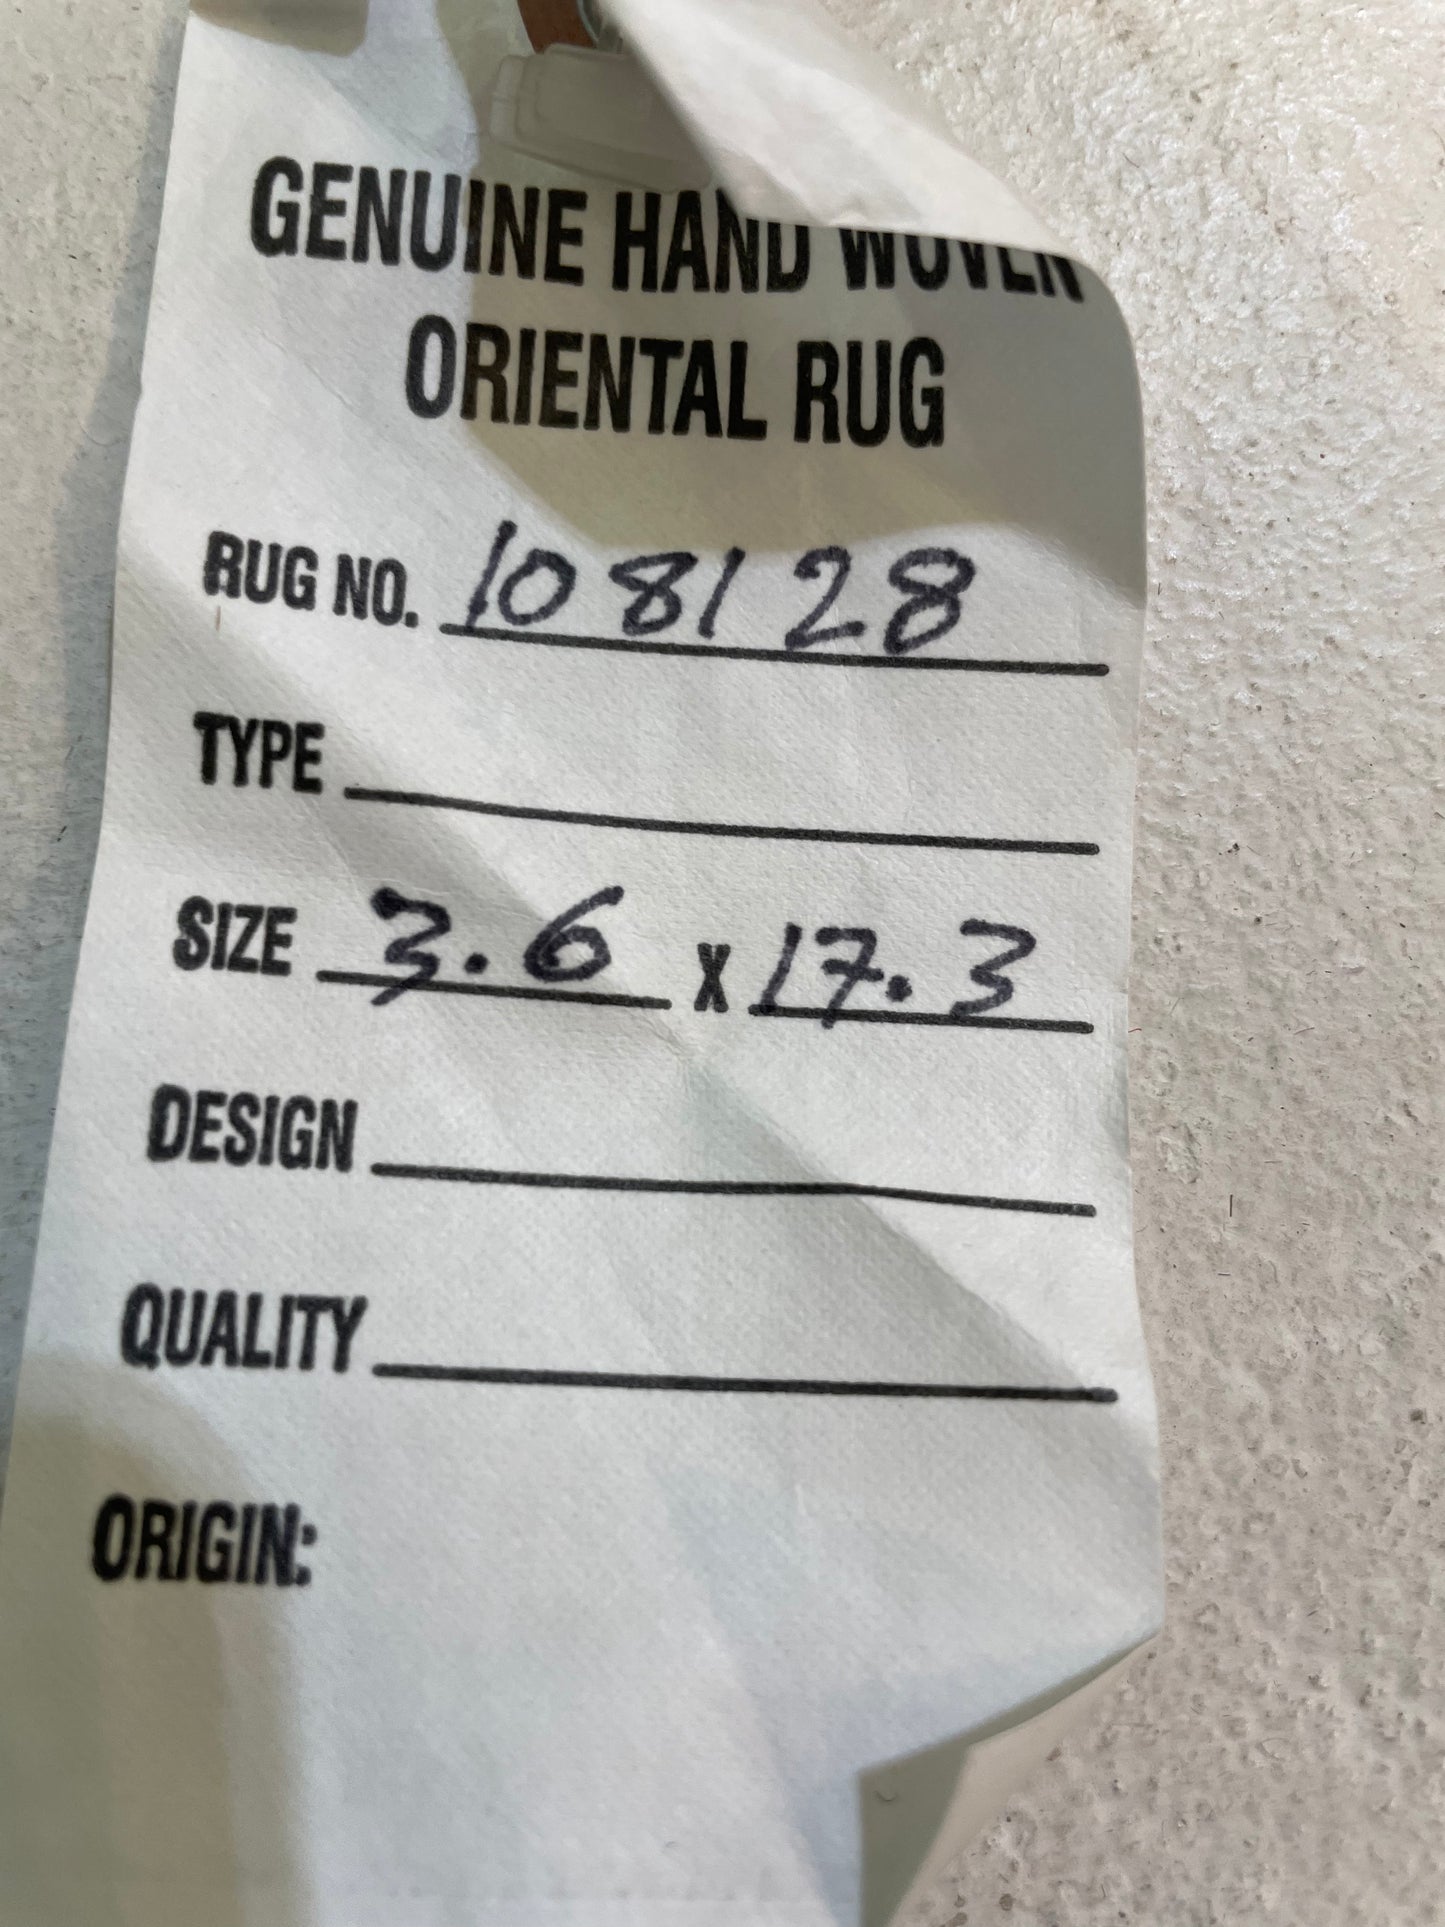 GENUINE HAND WOVEN
ORIENTAL RUG
RUG NO. 108128
TYPE
SIZE 3.6 X 17.3
DESIGN
QUALITY
ORIGIN: